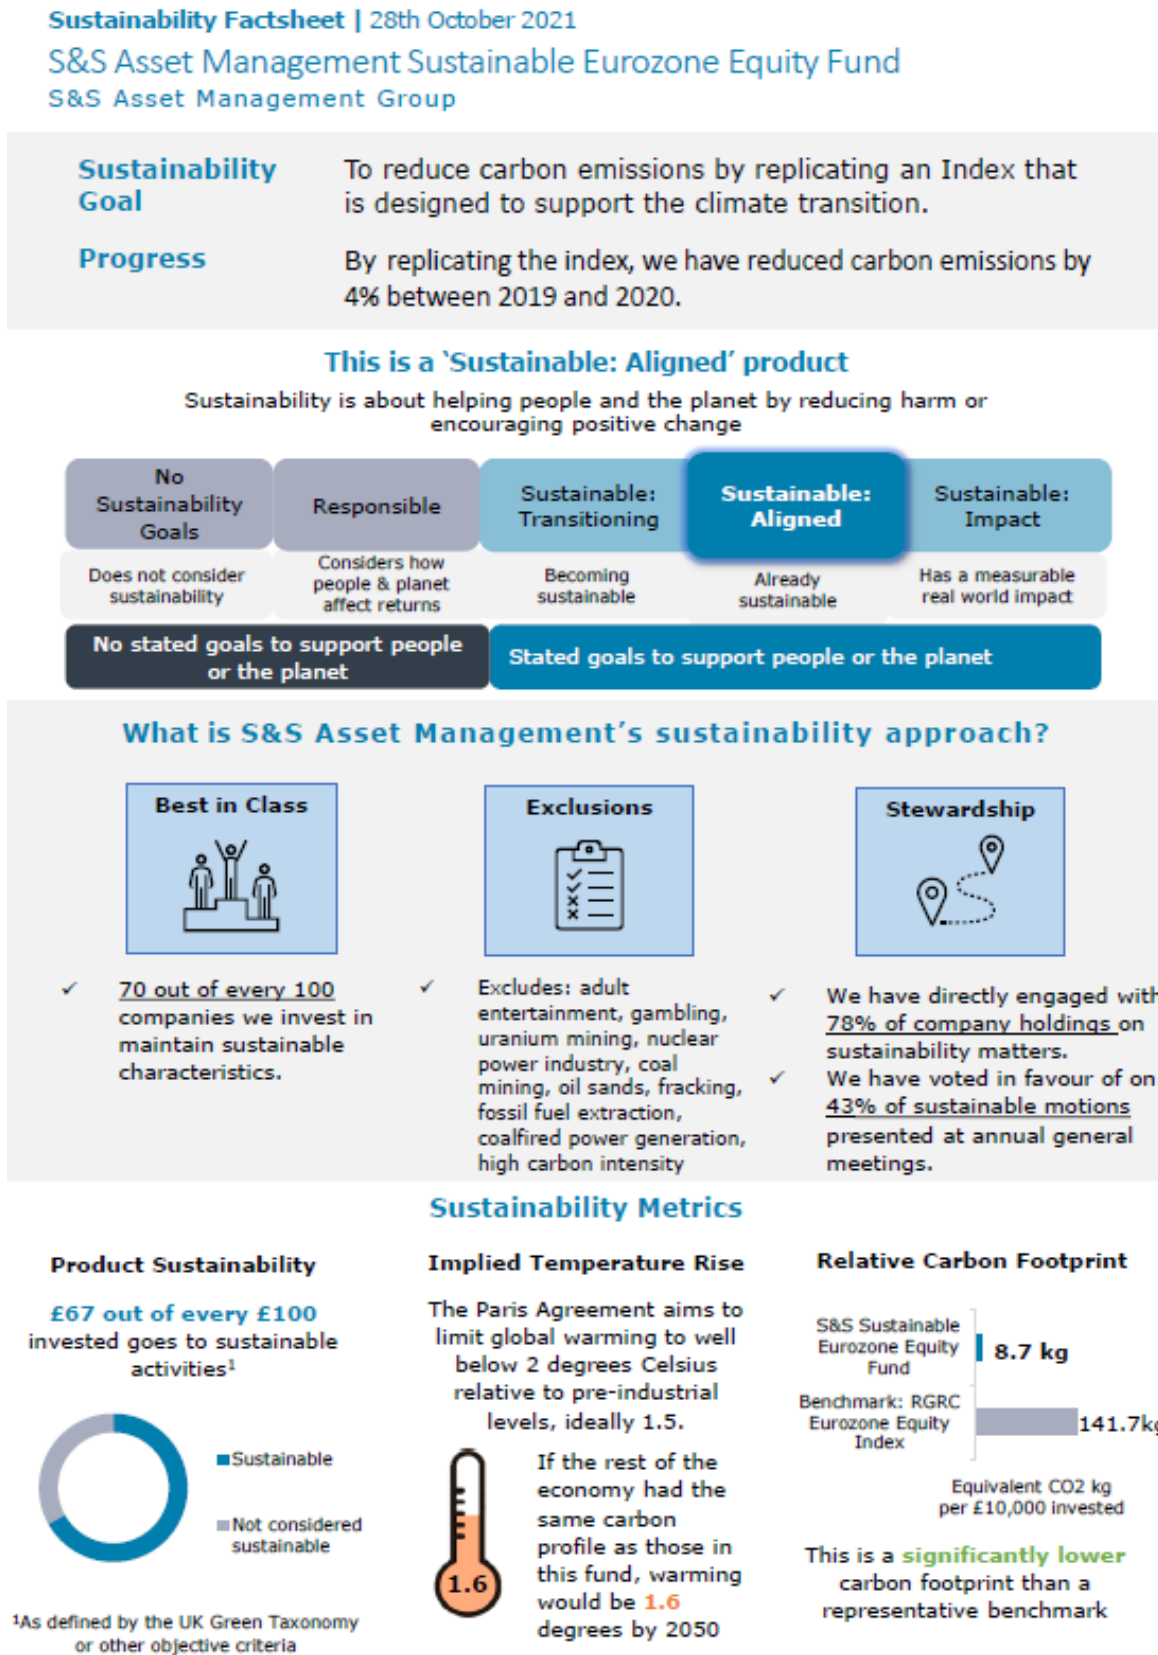 Sustainability Factsheet | 28th October 2021
S&S Asset Management Sustainable Eurozone Equity Fund
S&S Asset Management Group
Sustainability
Goal
To reduce carbon emissions by replicating an Index that
is designed to support the climate transition.
Progress
By replicating the index, we have reduced carbon emissions by
4% between 2019 and 2020.
This is a ‘Sustainable: Aligned’ product
Sustainability is about helping people and the planet by reducing harm or
encouraging positive change
No
Sustainability
Goals
Responsible
Sustainable:
Transitioning
Sustainable:
Aligned
Sustainable:
Impact
Does not consider
sustainability
Considers how
people & planet
affect returns
Becoming
sustainable
Already
sustainable
Has a measurable
real world impact
No stated goals to support people
or the planet
Stated goals to support people or the planet
What is S&S Asset Management’s sustainability approach?
Best in Class
✓ 70 out of every 100
companies we invest in
maintain sustainable
characteristics.
Exclusions
✓ Excludes: adult
entertainment, gambling,
uranium mining, nuclear
power industry, coal
mining, oil sands, fracking,
fossil fuel extraction,
coalfired power generation,
high carbon intensity
Stewardship
✓ We have directly engaged with
78% of company holdings on
sustainability matters.
✓ We have voted in favour of on
43% of sustainable motions
presented at annual general
meetings.
Sustainability Metrics
Product Sustainability
£67 out of every £100
invested goes to sustainable
activities¹
Sustainable
Not considered
sustainable
¹As defined by the UK Green Taxonomy
or other objective criteria
Implied Temperature Rise
The Paris Agreement aims to
limit global warming to well
below 2 degrees Celsius
relative to pre-industrial
levels, ideally 1.5.
1.6
If the rest of the
economy had the
same carbon
profile as those in
this fund, warming
would be 1.6
degrees by 2050
Relative Carbon Footprint
S&S Sustainable
Eurozone Equity
Fund
8.7 kg
Benchmark: RGRC
Eurozone Equity
Index
141.7kg
Equivalent CO2 kg
per £10,000 invested
This is a significantly lower
carbon footprint than a
representative benchmark